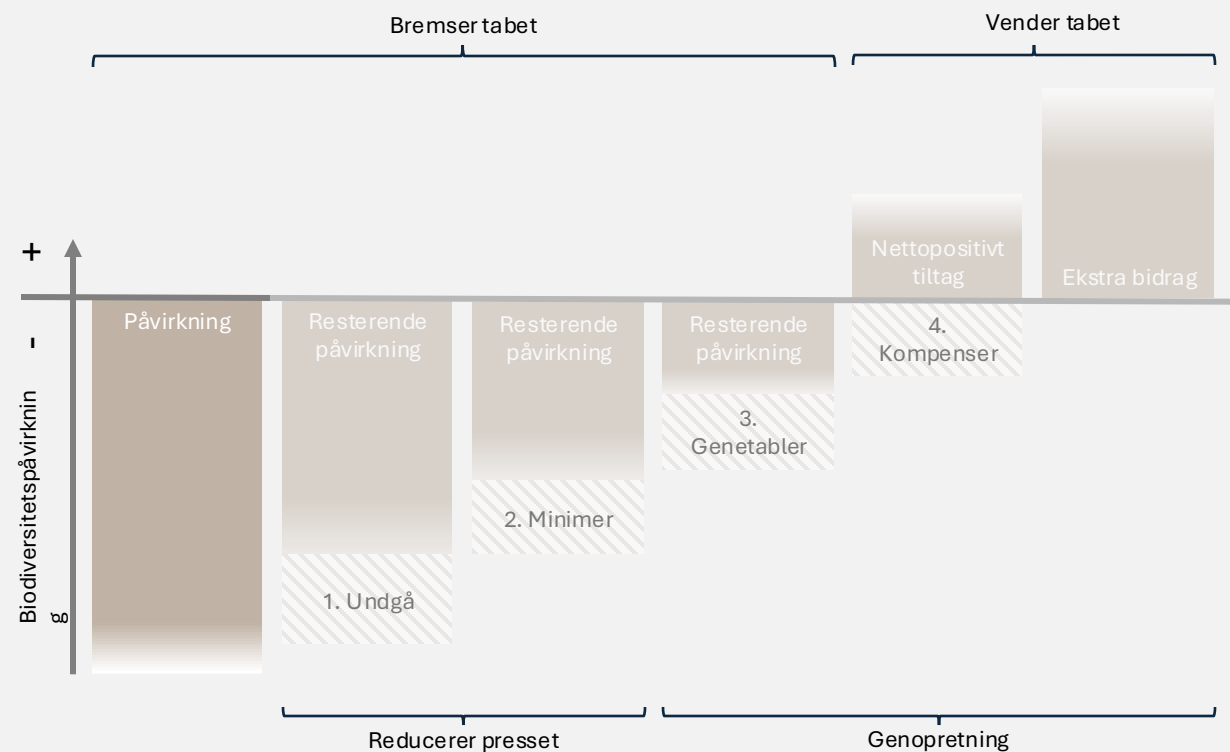 Bremser tabet
Vender tabet
+
-
Biodiversitetspåvirknin
g
Påvirkning
Resterende
påvirkning
1. Undgå
Resterende
påvirkning
2. Minimer
Resterende
påvirkning
3.
Genetabler
Nettopositivt
tiltag
4.
Kompenser
Ekstra bidrag
Reducerer presset
Genopretning